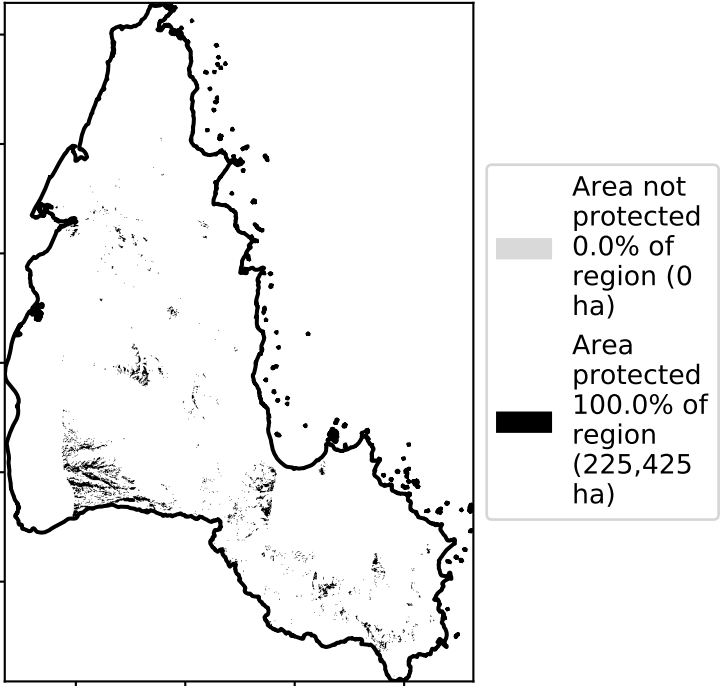 Area not
protected
0.0% of
region (0
ha)
Area
protected
100.0% of
region
(225,425
ha)